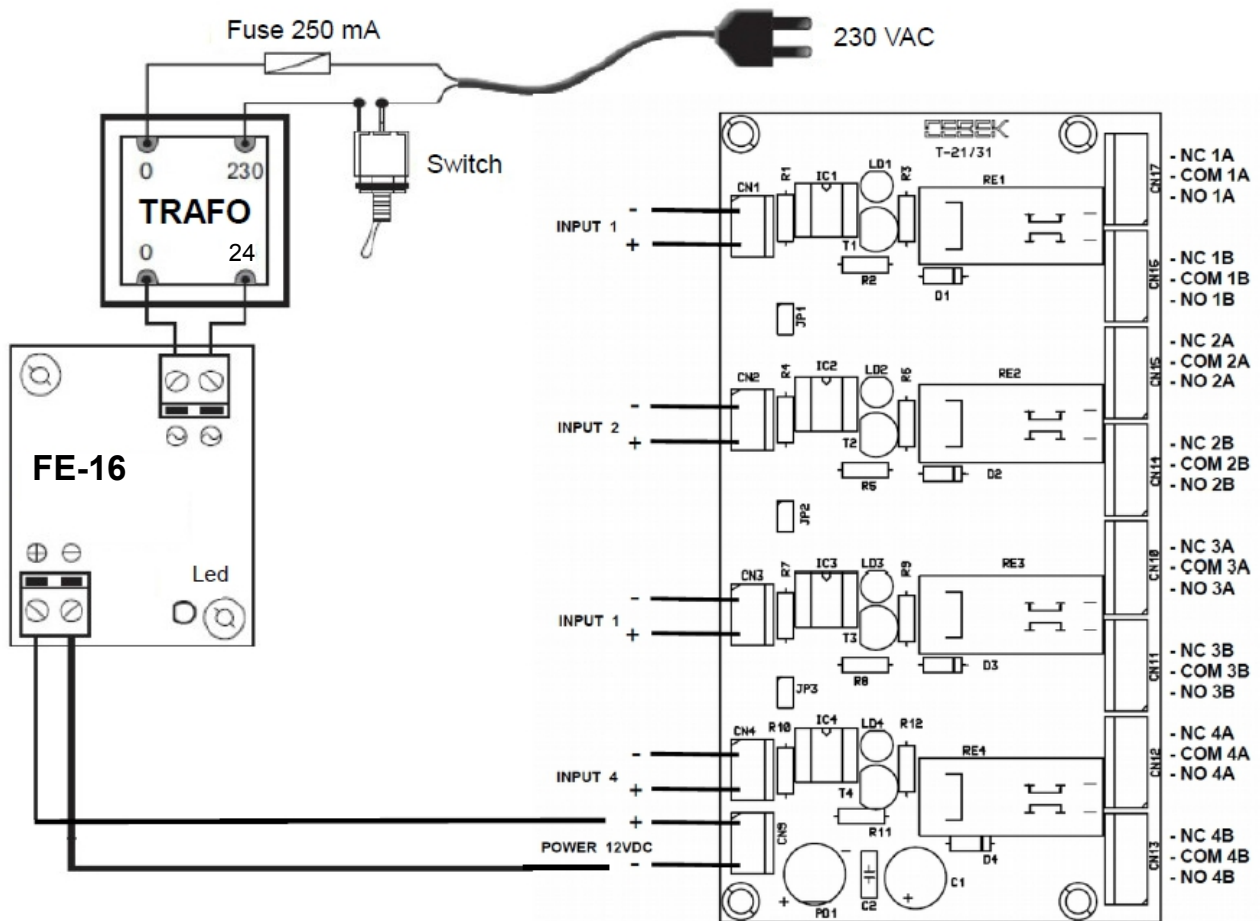 Fuse 250 mA
230 VAC
Switch
0
230
TRAFO
0
24
FE-16
Led
INPUT 1
-
+
INPUT 2
-
+
INPUT 1
-
+
INPUT 4
-
+
POWER 12VDC
+
-
CEBEK
T-21/31
CN1
R1
IC1
LD1
R3
RE1
T1
R2
D1
JP1
CN2
R4
IC2
LD2
R6
RE2
T2
R5
D2
JP2
CN3
R7
IC3
LD3
R9
RE3
T3
R8
D3
JP3
CN4
R10
IC4
LD4
R12
RE4
T4
R11
D4
CN9
PD1
-
+
C2
C1
+
CN17
- NC 1A
- COM 1A
- NO 1A
CN16
- NC 1B
- COM 1B
- NO 1B
CN15
- NC 2A
- COM 2A
- NO 2A
CN14
- NC 2B
- COM 2B
- NO 2B
CN10
- NC 3A
- COM 3A
- NO 3A
CN11
- NC 3B
- COM 3B
- NO 3B
CN12
- NC 4A
- COM 4A
- NO 4A
CN13
- NC 4B
- COM 4B
- NO 4B